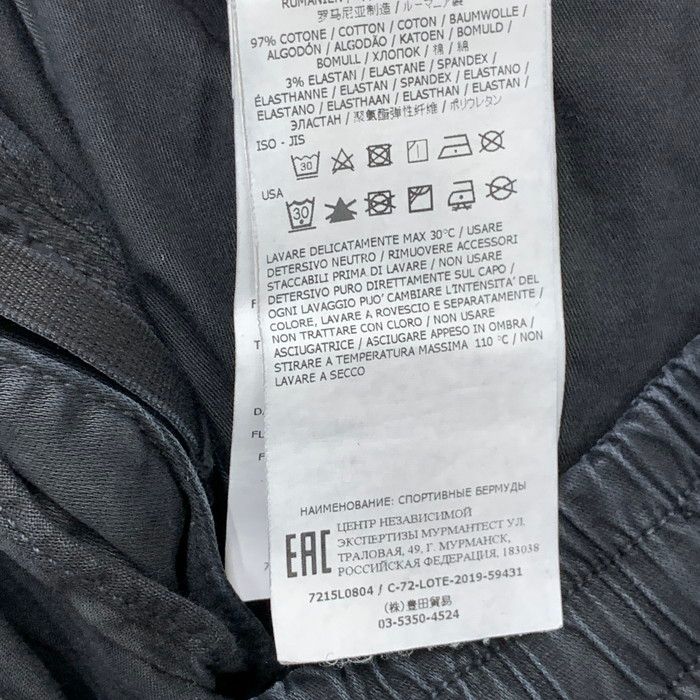 RUMANIEN /
罗马尼亚制造 / ルーマニア製
97% COTONE / COTTON / COTON / BAUMWOLLE /
ALGODÓN / ALGODÃO / KATOEN / BOMULD /
BOMULL / ХЛОПОК / 棉 / 綿
3% ELASTAN / ELASTANE / SPANDEX /
ÉLASTHANNE / ELASTAN / SPANDEX / ELASTANO /
ELASTANO / ELASTHAAN / ELASTHAN / ELASTAN /
ЭЛАСТАН / 聚氨酯弹性纤维 / ポリウレタン
ISO - JIS
30
USA
30
LAVARE DELICATAMENTE MAX 30°C / USARE
DETERSIVO NEUTRO / RIMUOVERE ACCESSORI
STACCABILI PRIMA DI LAVARE / NON USARE
DETERSIVO PURO DIRETTAMENTE SUL CAPO /
OGNI LAVAGGIO PUO' CAMBIARE L'INTENSITA' DEL
COLORE, LAVARE A ROVESCIO E SEPARATAMENTE /
NON TRATTARE CON CLORO / NON USARE
ASCIUGATRICE / ASCIUGARE APPESO IN OMBRA /
STIRARE A TEMPERATURA MASSIMA 110 °C / NON
LAVARE A SECCO
НАИМЕНОВАНИЕ: СПОРТИВНЫЕ БЕРМУДЫ
EAC
ЦЕНТР НЕЗАВИСИМОЙ
ЭКСПЕРТИЗЫ МУРМАНТЕСТ УЛ.
ТРАЛОВАЯ, 49, Г. МУРМАНСК,
РОССИЙСКАЯ ФЕДЕРАЦИЯ, 183038
7215L0804 / C-72-LOTE-2019-59431
(株)豊田貿易
03-5350-4524